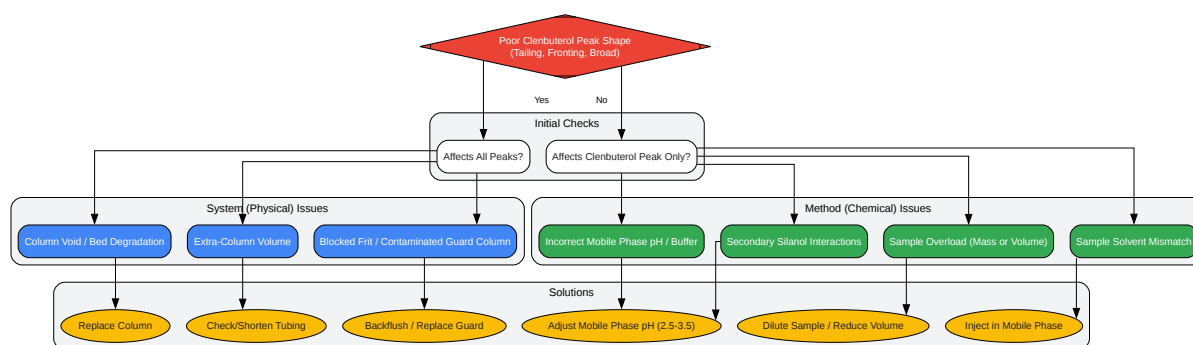 Poor Clenbuterol Peak Shape
(Tailing, Fronting, Broad)
Yes
No
Initial Checks
Affects All Peaks?
Affects Clenbuterol Peak Only?
System (Physical) Issues
Method (Chemical) Issues
Column Void / Bed Degradation
Extra-Column Volume
Blocked Frit / Contaminated Guard Column
Incorrect Mobile Phase pH / Buffer
Secondary Silanol Interactions
Sample Overload (Mass or Volume)
Sample Solvent Mismatch
Solutions
Replace Column
Check/Shorten Tubing
Backflush / Replace Guard
Adjust Mobile Phase pH (2.5-3.5)
Dilute Sample / Reduce Volume
Inject in Mobile Phase